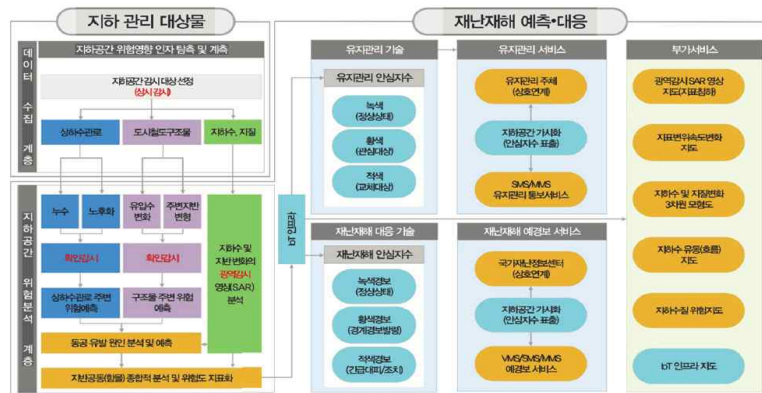 지하 관리 대상물
재난재해 예측•대응
데이터 수집 계층
지하공간 위험영향 인자 탐측 및 계측
지하공간 감시 대상 선정
(상시 감시)
상하수관로
도시철도구조물
지하수, 지질
지하공간 위험분석 계층
누수
노후화
유입수
변화
주변지반
변형
확인감시
확인감시
상하수관로 주변
위험예측
구조물 주변 위험
예측
지하수 및
지반 변화의
광역감시
영상(SAR)
분석
동공 유발 원인 분석 및 예측
지반공동(함몰) 종합적 분석 및 위험도 지표화
IoT 인프라
유지관리 기술
유지관리 안심지수
녹색
(정상상태)
황색
(관심대상)
적색
(교체대상)
재난재해 대응 기술
재난재해 안심지수
녹색경보
(정상상태)
황색경보
(경계경보발령)
적색경보
(긴급대피/조치)
유지관리 서비스
유지관리 주체
(상호연계)
지하공간 가시화
(안심지수 표출)
SMS/MMS
유지관리 통보서비스
재난재해 예경보 서비스
국가재난정보센터
(상호연계)
지하공간 가시화
(안심지수 표출)
VMS/SMS/MMS
예경보 서비스
부가서비스
광역감시 SAR 영상
지도(지표침하)
지표변위속도변화
지도
지하수 및 지질변화
3차원 모형도
지하수 유동(흐름)
지도
지하수질 위험지도
IoT 인프라 지도